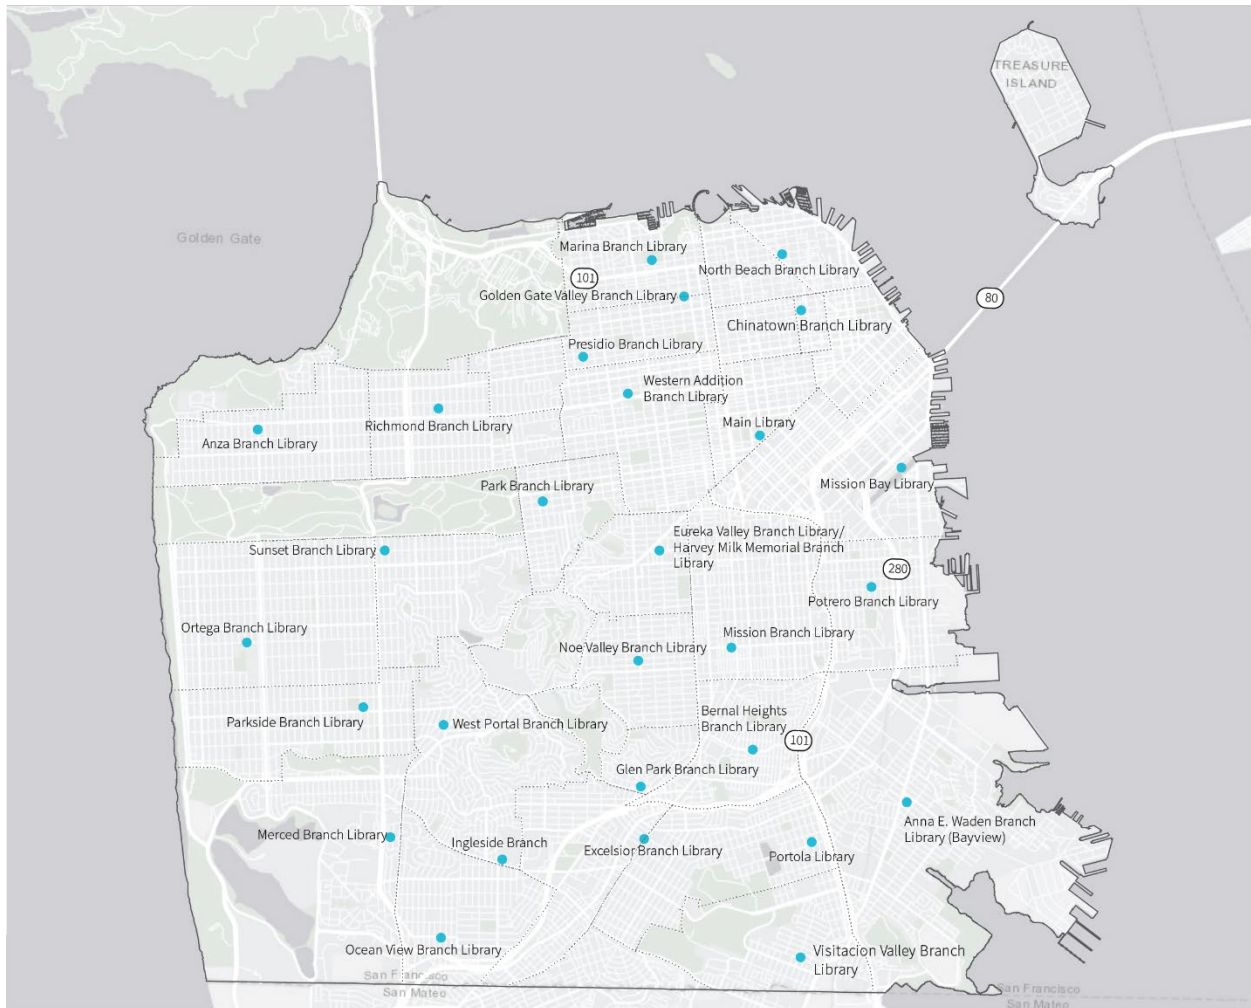 TREASURE
ISLAND
Golden Gate
Marina Branch Library
North Beach Branch Library
101
Golden Gate Valley Branch Library
80
Chinatown Branch Library
Presidio Branch Library
Western Addition
Branch Library
Richmond Branch Library
Main Library
Anza Branch Library
Mission Bay Library
Park Branch Library
Eureka Valley Branch Library/
Harvey Milk Memorial Branch
Library
Sunset Branch Library
280
Potrero Branch Library
Ortega Branch Library
Mission Branch Library
Noe Valley Branch Library
Bernal Heights
Branch Library
Parkside Branch Library
West Portal Branch Library
101
Glen Park Branch Library
Anna E. Waden Branch
Library (Bayview)
Merced Branch Library
Ingleside Branch
Excelsior Branch Library
Portola Library
Ocean View Branch Library
Visitacion Valley Branch
Library
San Francisco
San Mateo
San Francisco
San Mateo